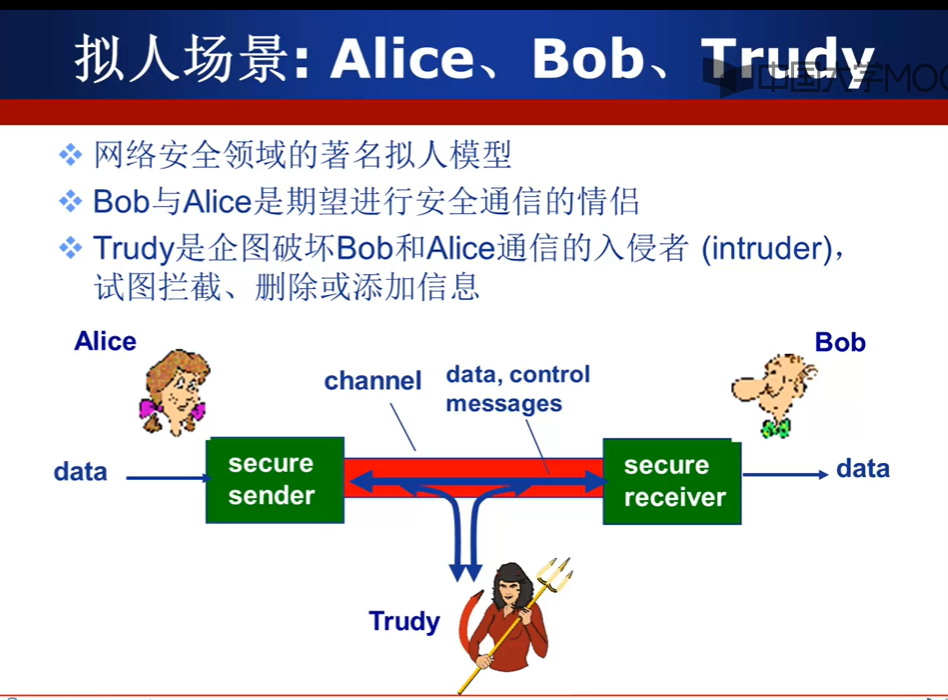 拟人场景: Alice、Bob、Trudy
中国大学MOO
网络安全领域的著名拟人模型
Bob与Alice是期望进行安全通信的情侣
Trudy是企图破坏Bob和Alice通信的入侵者 (intruder),
试图拦截、删除或添加信息
Alice
Bob
channel
data, control
messages
data
secure
sender
secure
receiver
data
Trudy